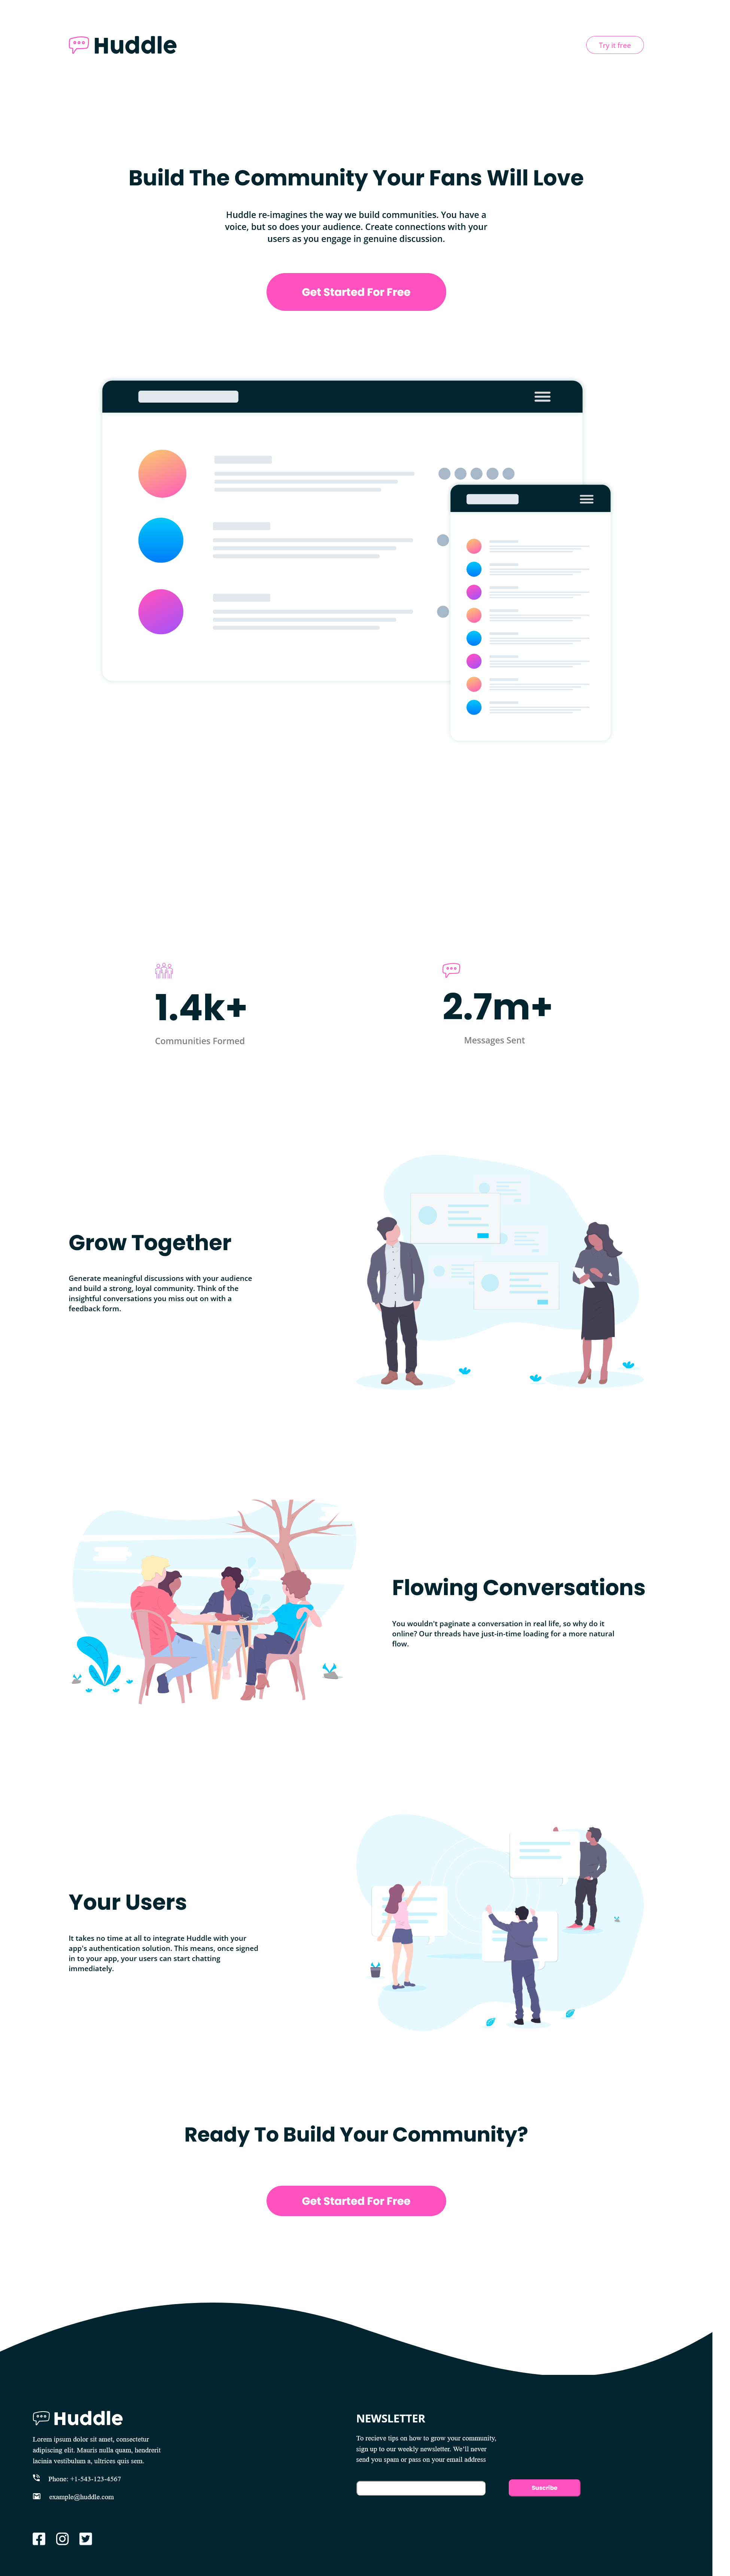 Huddle
Try it free
Build The Community Your Fans Will Love
Huddle re-imagines the way we build communities. You have a
voice, but so does your audience. Create connections with your
users as you engage in genuine discussion.
Get Started For Free
1.4k+
Communities Formed
2.7m+
Messages Sent
Grow Together
Generate meaningful discussions with your audience
and build a strong, loyal community. Think of the
insightful conversations you miss out on with a
feedback form.
Flowing Conversations
You wouldn't paginate a conversation in real life, so why do it
online? Our threads have just-in-time loading for a more natural
flow.
Your Users
It takes no time at all to integrate Huddle with your
app's authentication solution. This means, once signed
in to your app, your users can start chatting
immediately.
Ready To Build Your Community?
Get Started For Free
Huddle
Lorem ipsum dolor sit amet, consectetur
adipiscing elit. Mauris nulla quam, hendrerit
lacinia vestibulum a, ultrices quis sem.
Phone: +1-543-123-4567
example@huddle.com
NEWSLETTER
To recieve tips on how to grow your community,
sign up to our weekly newsletter. We'll never
send you spam or pass on your email address
Suscribe